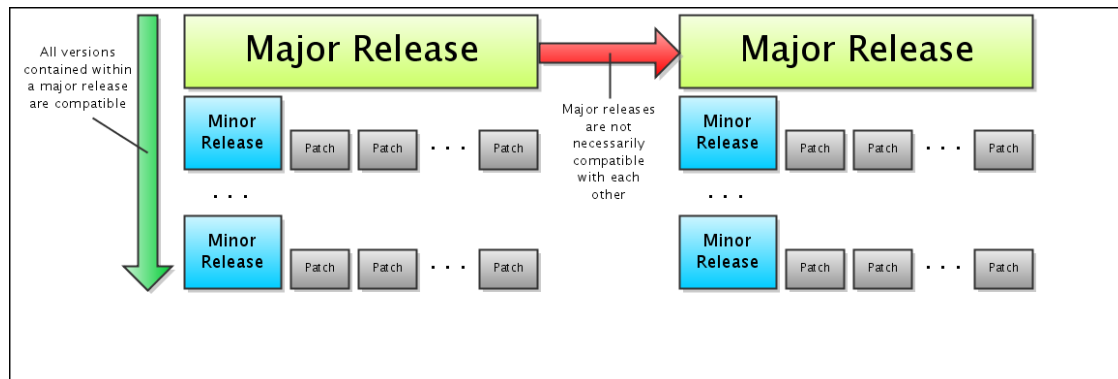 All versions
contained within
a major release
are compatible
Major Release
Major releases
are not
necessarily
compatible
with each
other
Major Release
Minor
Release
Patch
Patch
. . .
Patch
. . .
Minor
Release
Patch
Patch
. . .
Patch
Minor
Release
Patch
Patch
. . .
Patch
. . .
Minor
Release
Patch
Patch
. . .
Patch